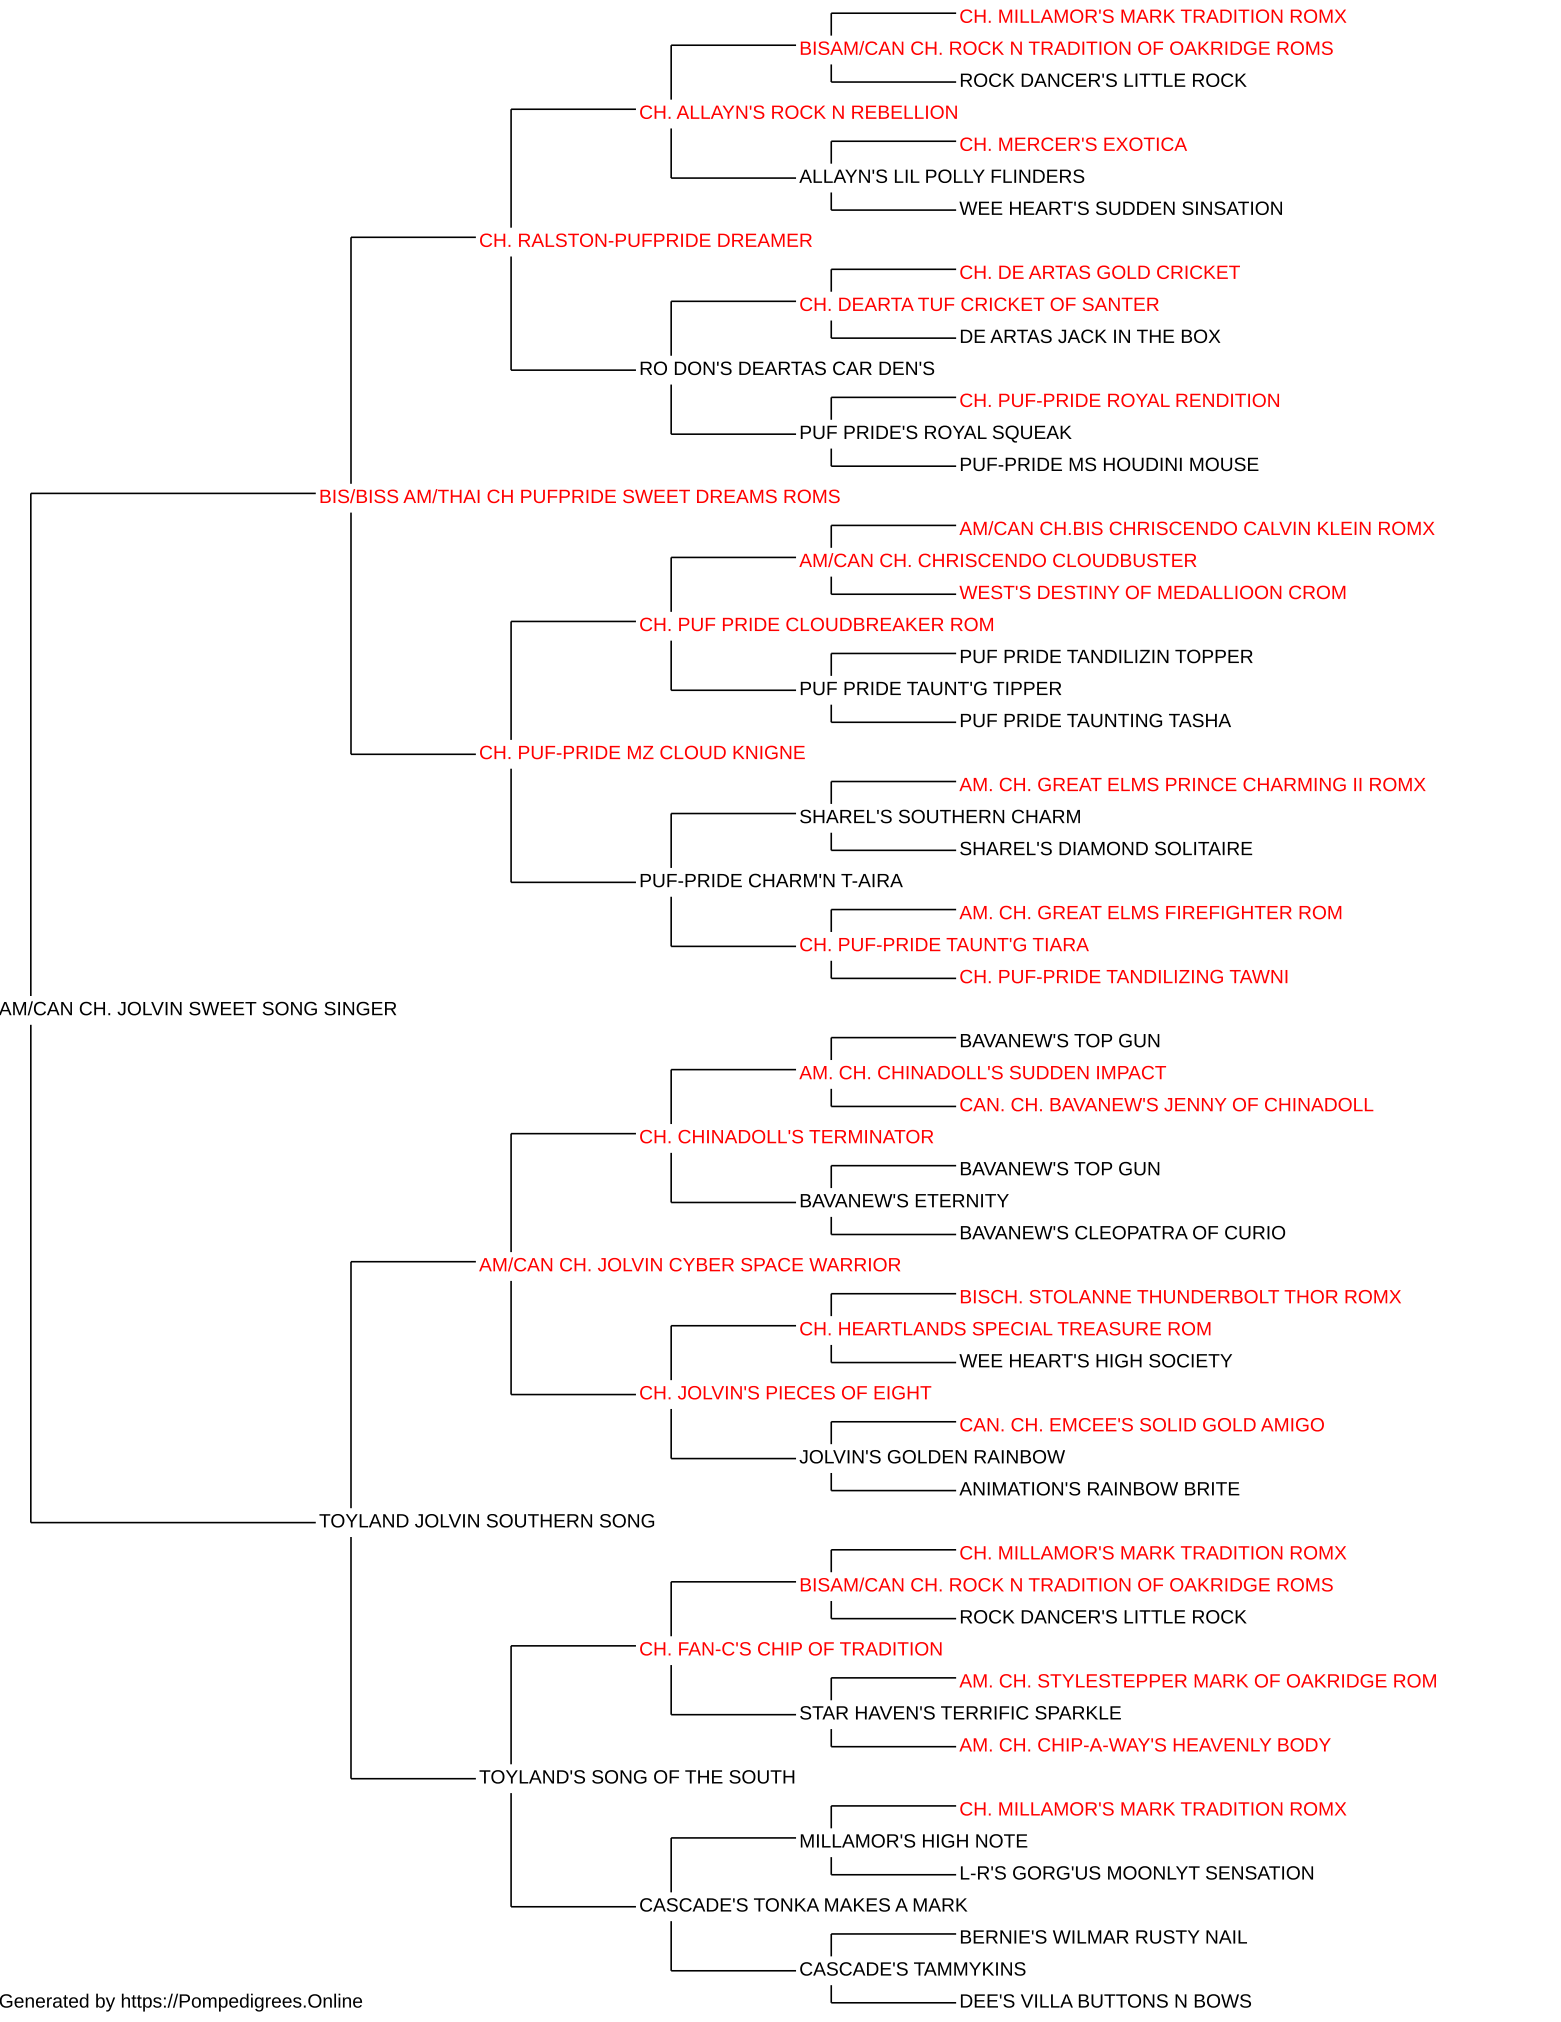 CH. MILLAMOR'S MARK TRADITION ROMX
BISAM/CAN CH. ROCK N TRADITION OF OAKRIDGE ROMS
ROCK DANCER'S LITTLE ROCK
CH. ALLAYN'S ROCK N REBELLION
CH. MERCER'S EXOTICA
ALLAYN'S LIL POLLY FLINDERS
WEE HEART'S SUDDEN SINSATION
CH. RALSTON-PUFPRIDE DREAMER
CH. DE ARTAS GOLD CRICKET
CH. DEARTA TUF CRICKET OF SANTER
DE ARTAS JACK IN THE BOX
RO DON'S DEARTAS CAR DEN'S
CH. PUF-PRIDE ROYAL RENDITION
PUF PRIDE'S ROYAL SQUEAK
PUF-PRIDE MS HOUDINI MOUSE
BIS/BISS AM/THAI CH PUFPRIDE SWEET DREAMS ROMS
AM/CAN CH.BIS CHRISCENDO CALVIN KLEIN ROMX
AM/CAN CH. CHRISCENDO CLOUDBUSTER
WEST'S DESTINY OF MEDALLIOON CROM
CH. PUF PRIDE CLOUDBREAKER ROM
PUF PRIDE TANDILIZIN TOPPER
PUF PRIDE TAUNT'G TIPPER
PUF PRIDE TAUNTING TASHA
CH. PUF-PRIDE MZ CLOUD KNIGNE
AM. CH. GREAT ELMS PRINCE CHARMING II ROMX
SHAREL'S SOUTHERN CHARM
SHAREL'S DIAMOND SOLITAIRE
PUF-PRIDE CHARM'N T-AIRA
AM. CH. GREAT ELMS FIREFIGHTER ROM
CH. PUF-PRIDE TAUNT'G TIARA
CH. PUF-PRIDE TANDILIZING TAWNI
AM/CAN CH. JOLVIN SWEET SONG SINGER
BAVANEW'S TOP GUN
AM. CH. CHINADOLL'S SUDDEN IMPACT
CAN. CH. BAVANEW'S JENNY OF CHINADOLL
CH. CHINADOLL'S TERMINATOR
BAVANEW'S TOP GUN
BAVANEW'S ETERNITY
BAVANEW'S CLEOPATRA OF CURIO
AM/CAN CH. JOLVIN CYBER SPACE WARRIOR
BISCH. STOLANNE THUNDERBOLT THOR ROMX
CH. HEARTLANDS SPECIAL TREASURE ROM
WEE HEART'S HIGH SOCIETY
CH. JOLVIN'S PIECES OF EIGHT
CAN. CH. EMCEE'S SOLID GOLD AMIGO
JOLVIN'S GOLDEN RAINBOW
ANIMATION'S RAINBOW BRITE
TOYLAND JOLVIN SOUTHERN SONG
CH. MILLAMOR'S MARK TRADITION ROMX
BISAM/CAN CH. ROCK N TRADITION OF OAKRIDGE ROMS
ROCK DANCER'S LITTLE ROCK
CH. FAN-C'S CHIP OF TRADITION
AM. CH. STYLESTEPPER MARK OF OAKRIDGE ROM
STAR HAVEN'S TERRIFIC SPARKLE
AM. CH. CHIP-A-WAY'S HEAVENLY BODY
TOYLAND'S SONG OF THE SOUTH
CH. MILLAMOR'S MARK TRADITION ROMX
MILLAMOR'S HIGH NOTE
L-R'S GORG'US MOONLYT SENSATION
CASCADE'S TONKA MAKES A MARK
BERNIE'S WILMAR RUSTY NAIL
CASCADE'S TAMMYKINS
DEE'S VILLA BUTTONS N BOWS
Generated by https://Pompedigrees.Online